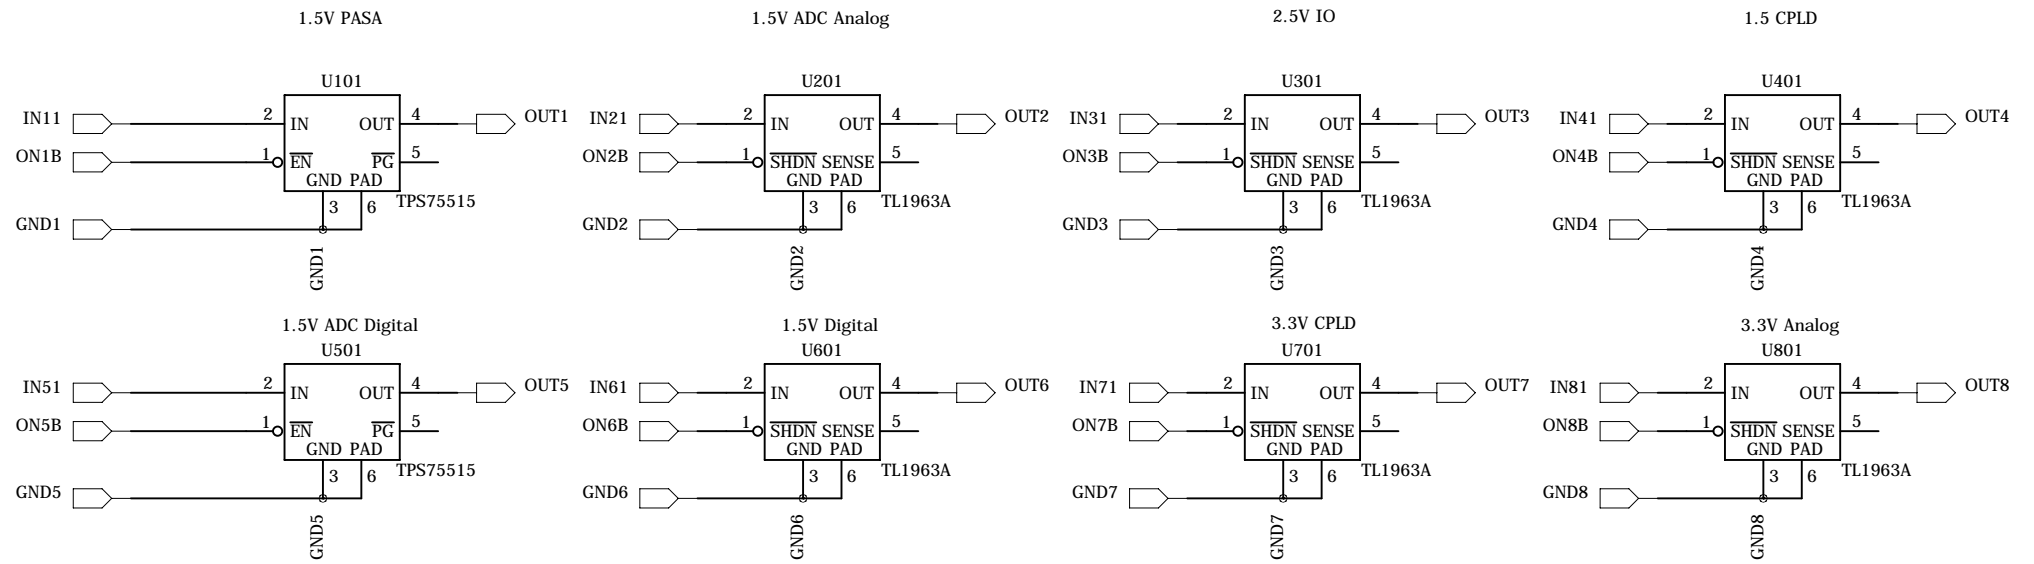 1.5V PASA 1.5V ADC Analog 2.5V IO 1.5 CPLD
U101 U201 U301 U401
IN11 2 IN OUT 4 OUT1 IN21 2 IN OUT 4 OUT2 IN31 2 IN OUT 4 OUT3 IN41 2 IN OUT 4 OUT4
ON1B 1 EN PG 5 ON2B 1 SHDN SENSE 5 ON3B 1 SHDN SENSE 5 ON4B 1 SHDN SENSE 5
GND PAD GND PAD GND PAD GND PAD
3 6 TPS75515 3 6 TL1963A 3 6 TL1963A 3 6 TL1963A
GND1 GND2 GND3 GND4
GND1 GND2 GND3 GND4
1.5V ADC Digital 1.5V Digital 3.3V CPLD 3.3V Analog
U501 U601 U701 U801
IN51 2 IN OUT 4 OUT5 IN61 2 IN OUT 4 OUT6 IN71 2 IN OUT 4 OUT7 IN81 2 IN OUT 4 OUT8
ON5B 1 EN PG 5 ON6B 1 SHDN SENSE 5 ON7B 1 SHDN SENSE 5 ON8B 1 SHDN SENSE 5
GND PAD GND PAD GND PAD GND PAD
3 6 TPS75515 3 6 TL1963A 3 6 TL1963A 3 6 TL1963A
GND5 GND6 GND7 GND8
GND5 GND6 GND7 GND8